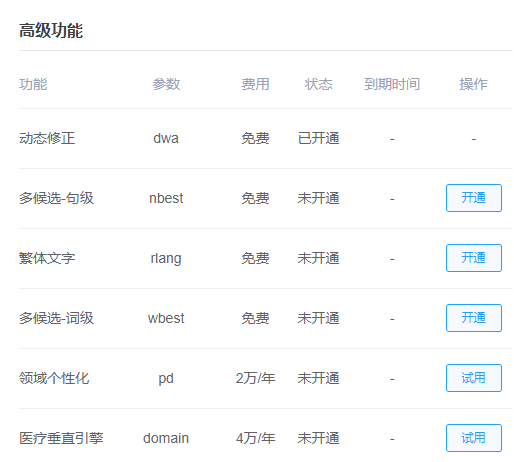 高级功能
功能 参数 费用 状态 到期时间 操作
动态修正 dwa 免费 已开通 - -
多候选-句级 nbest 免费 未开通 - 开通
繁体文字 rlang 免费 未开通 - 开通
多候选-词级 wbest 免费 未开通 - 开通
领域个性化 pd 2万/年 未开通 - 试用
医疗垂直引擎 domain 4万/年 未开通 - 试用